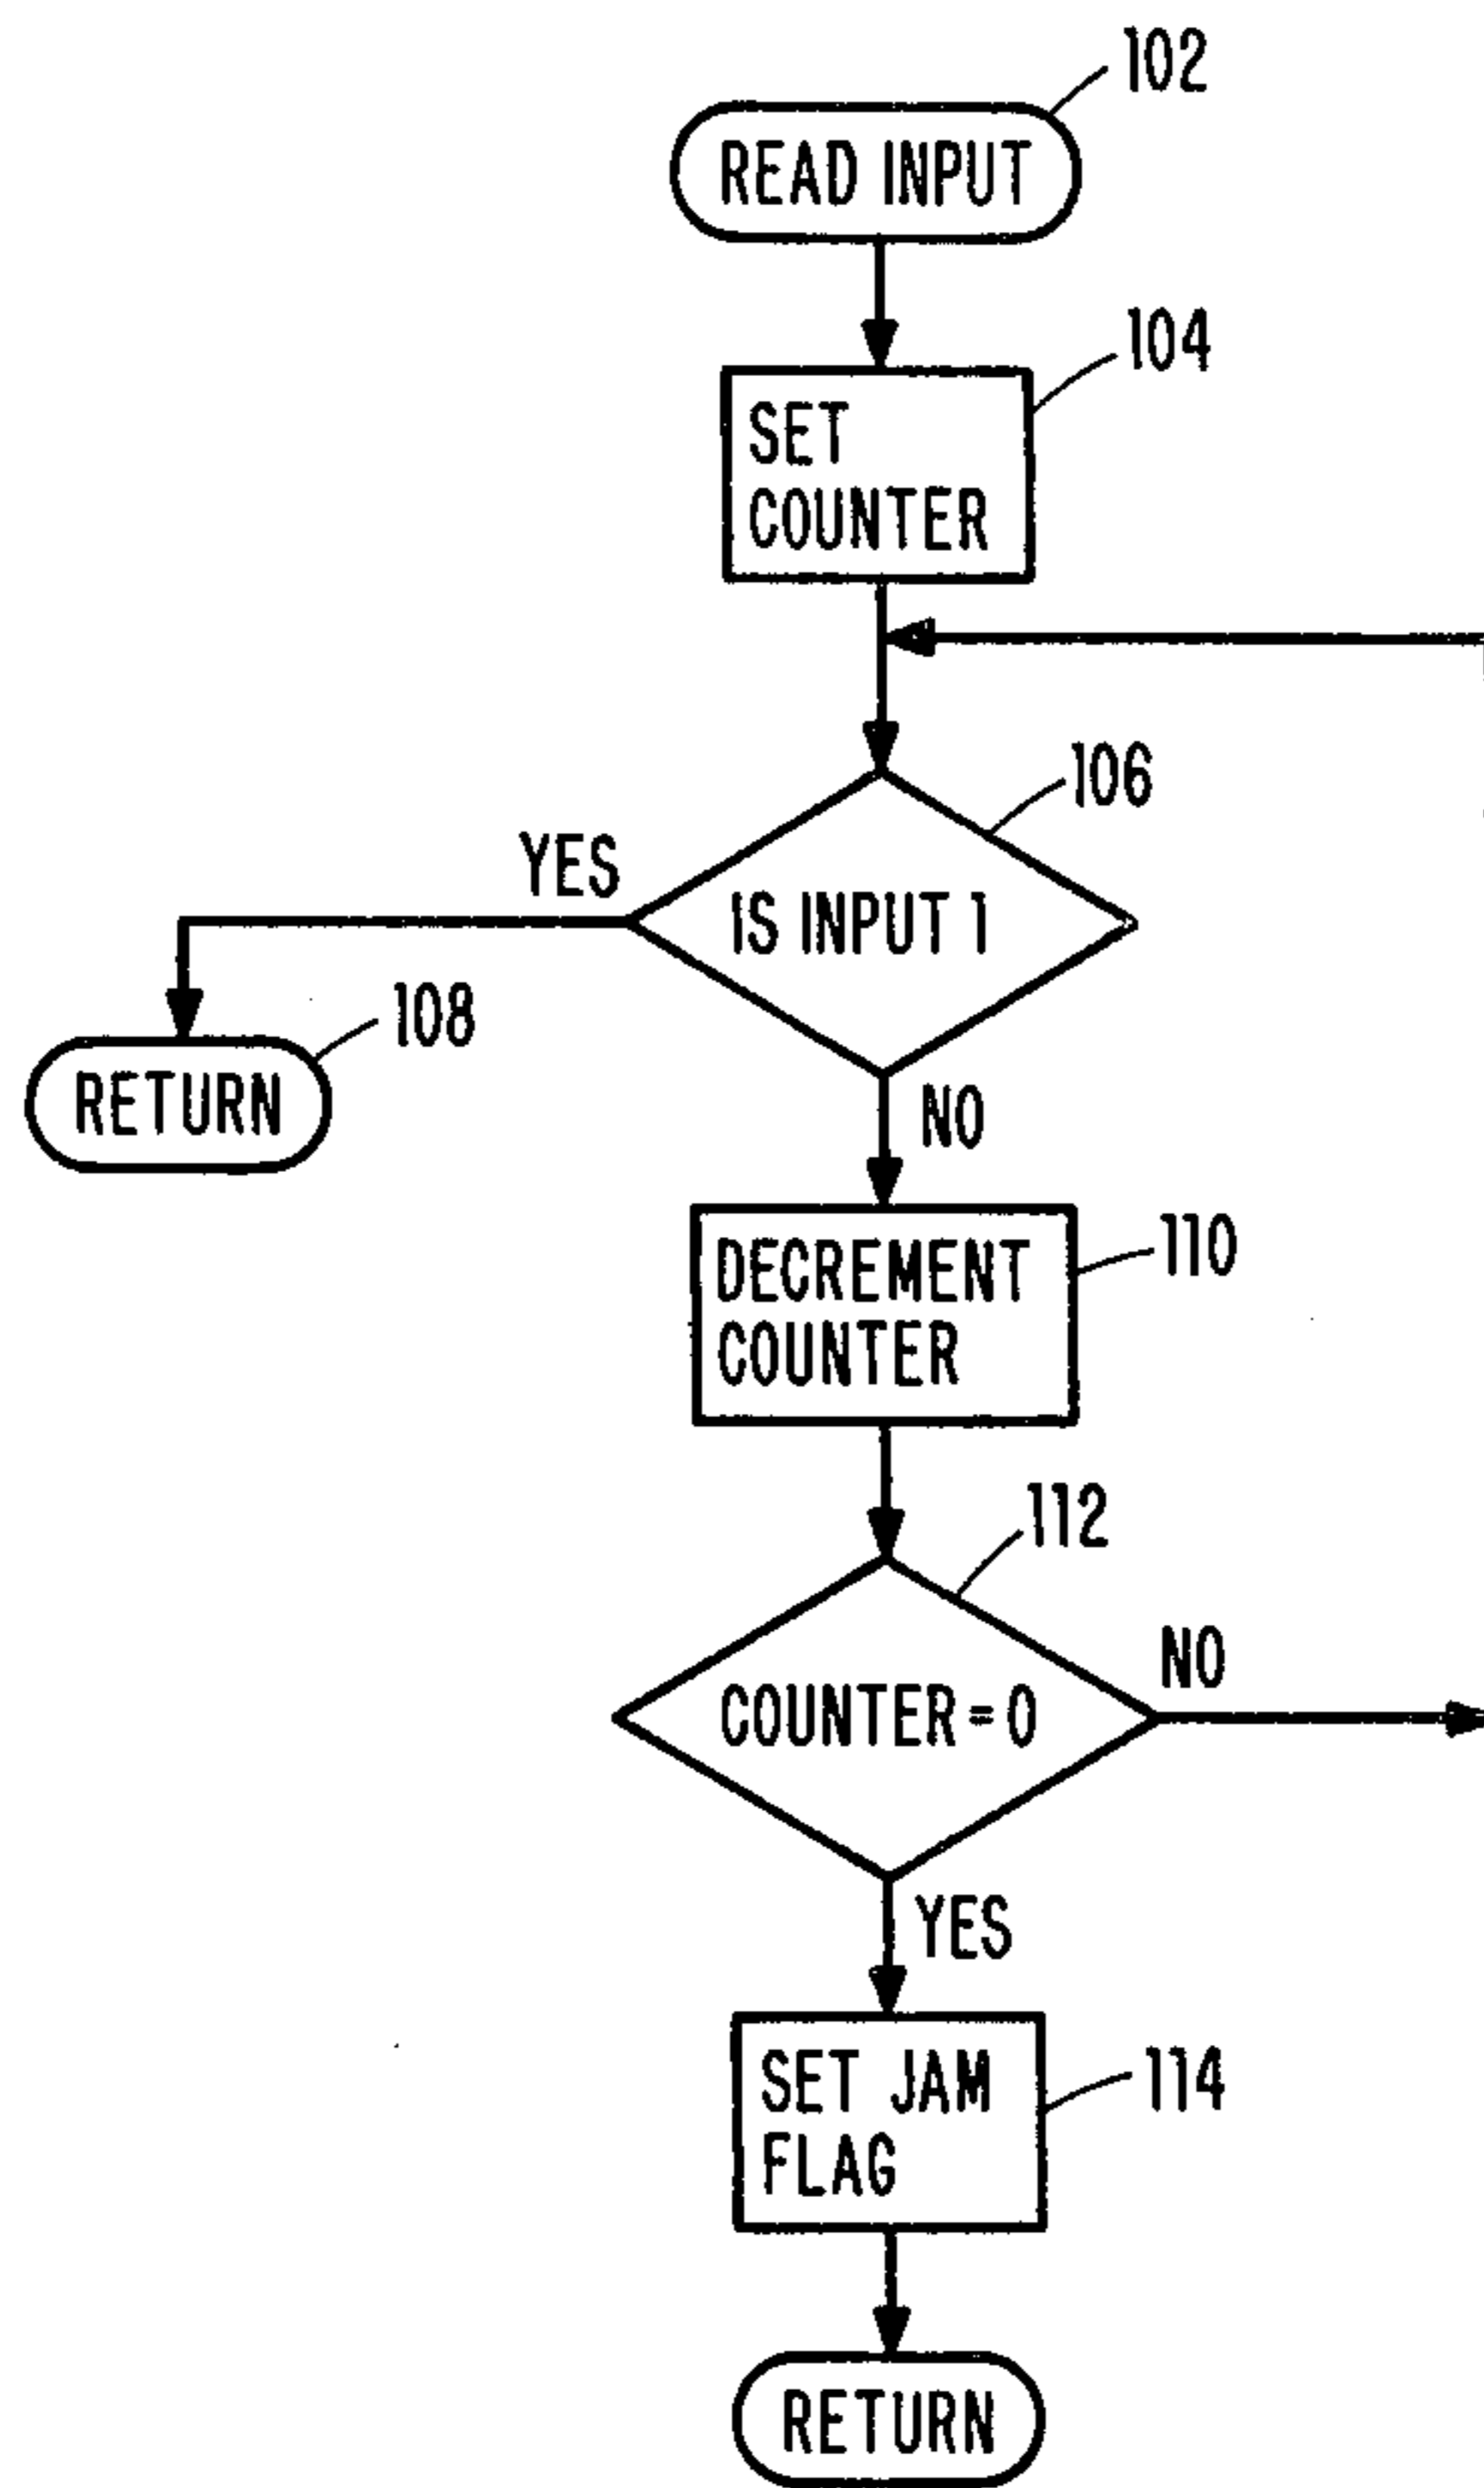 102
READ INPUT
104
SET
COUNTER
106
YES
IS INPUT 1
108
RETURN
NO
110
DECREMENT
COUNTER
112
NO
COUNTER = 0
YES
SET JAM
FLAG
114
RETURN